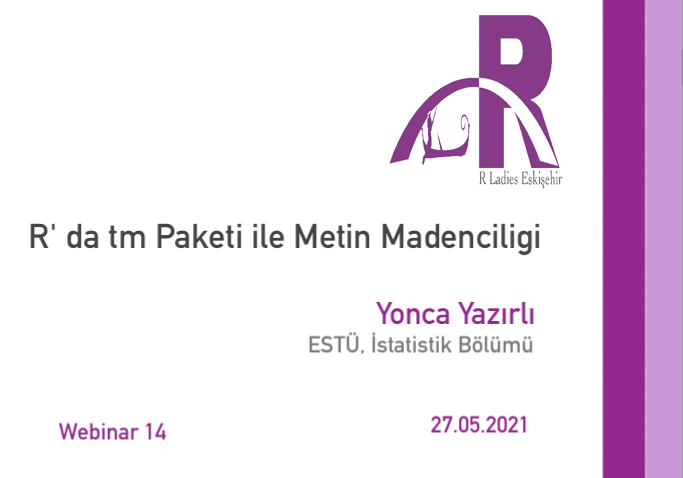 R
R Ladies Eskişehir
R' da tm Paketi ile Metin Madenciligi
Yonca Yazırlı
ESTÜ, İstatistik Bölümü
Webinar 14
27.05.2021